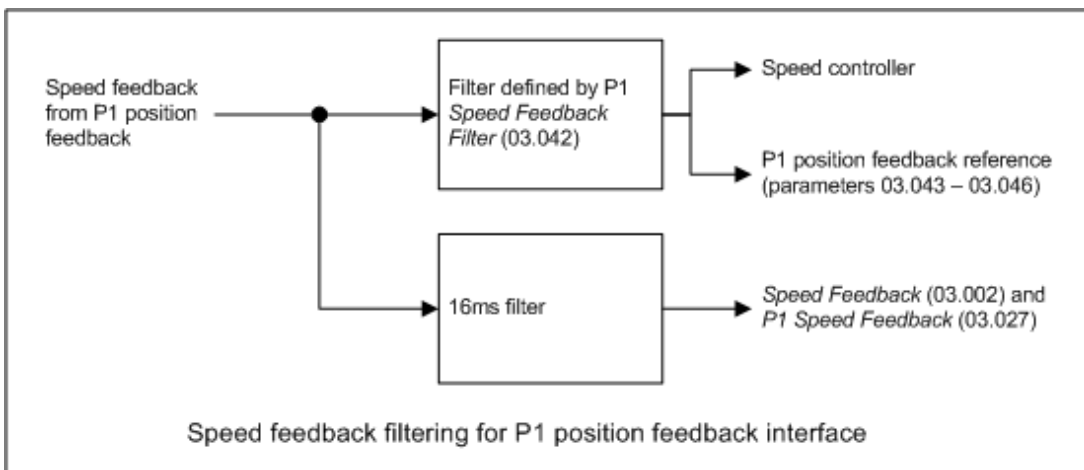 Speed feedback
from P1 position
feedback
Filter defined by P1
Speed Feedback
Filter (03.042)
Speed controller
P1 position feedback reference
(parameters 03.043 – 03.046)
16ms filter
Speed Feedback (03.002) and
P1 Speed Feedback (03.027)
Speed feedback filtering for P1 position feedback interface